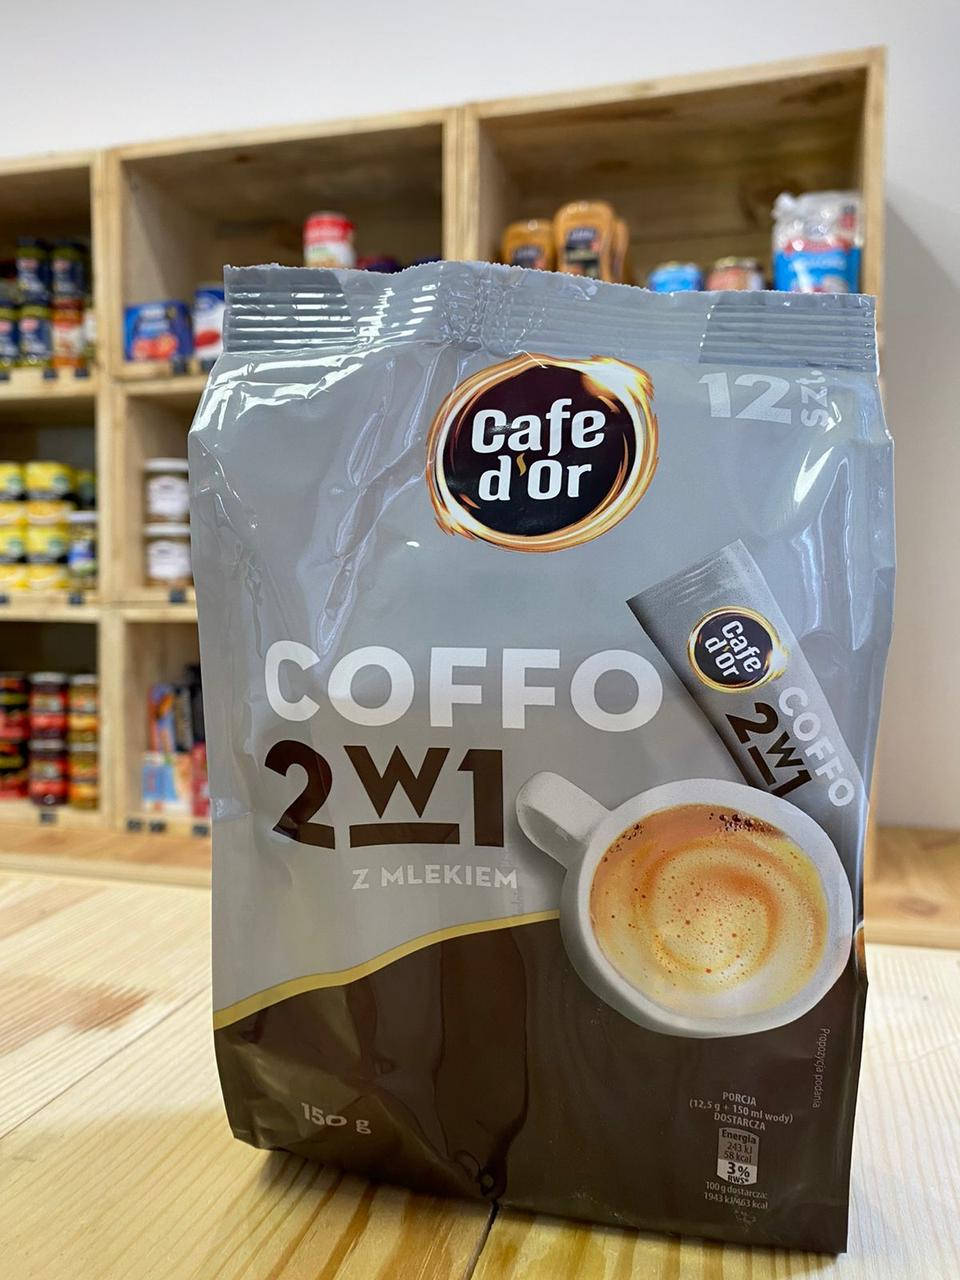 12 szt.
Cafe
d'Or
Cafe
d'Or
COFFO
2w1
COFFO
2w1
Z MLEKIEM
Propozycja podania
150 g
PORCJA
(12,5 g + 150 ml wody)
DOSTARCZA
Energia
243 kJ
58 kcal
3%
RWS*
100 g dostarcza:
1943 kJ/463 kcal